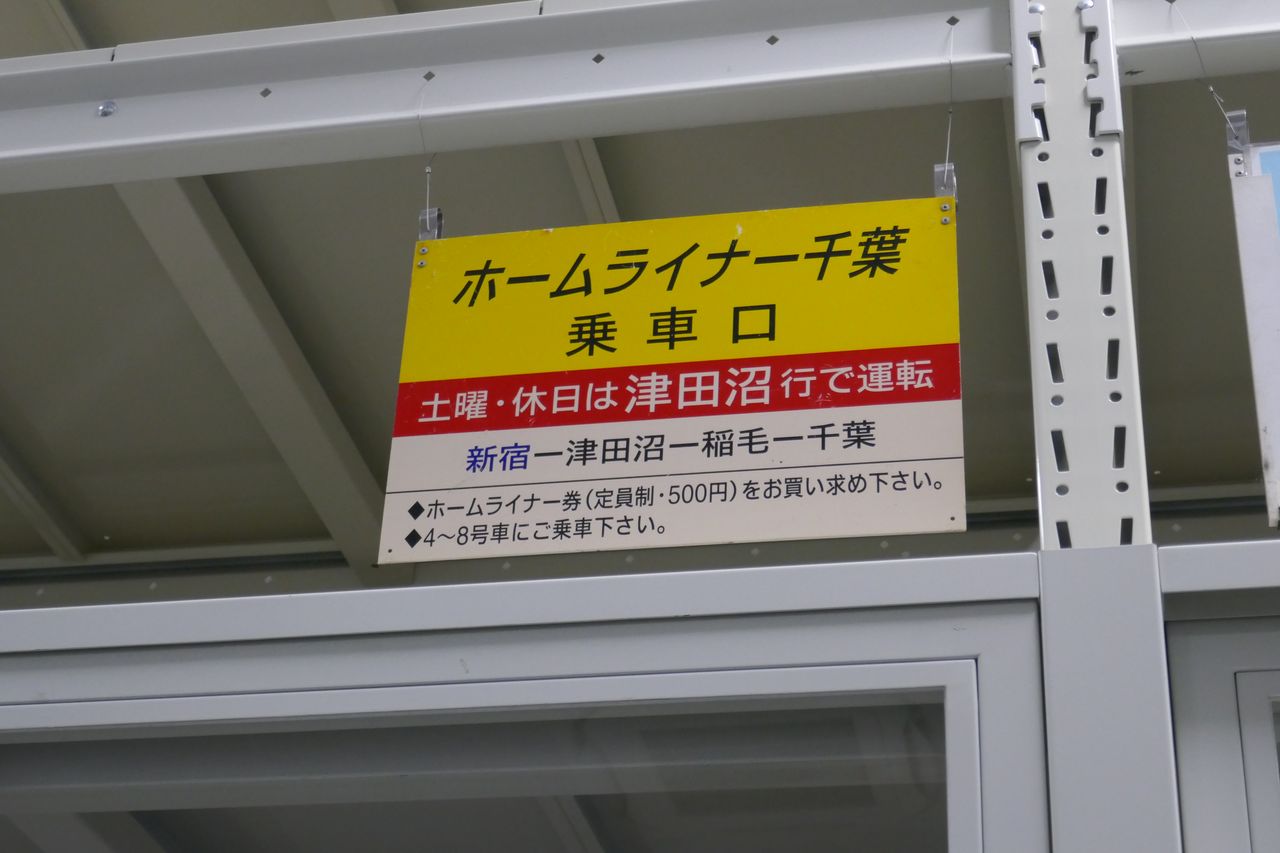 ホームライナー千葉
乗車口
土曜・休日は津田沼行で運転
新宿ー津田沼ー稲毛ー千葉
◆ホームライナー券(定員制・500円)をお買い求め下さい。
◆4〜8号車にご乗車下さい。